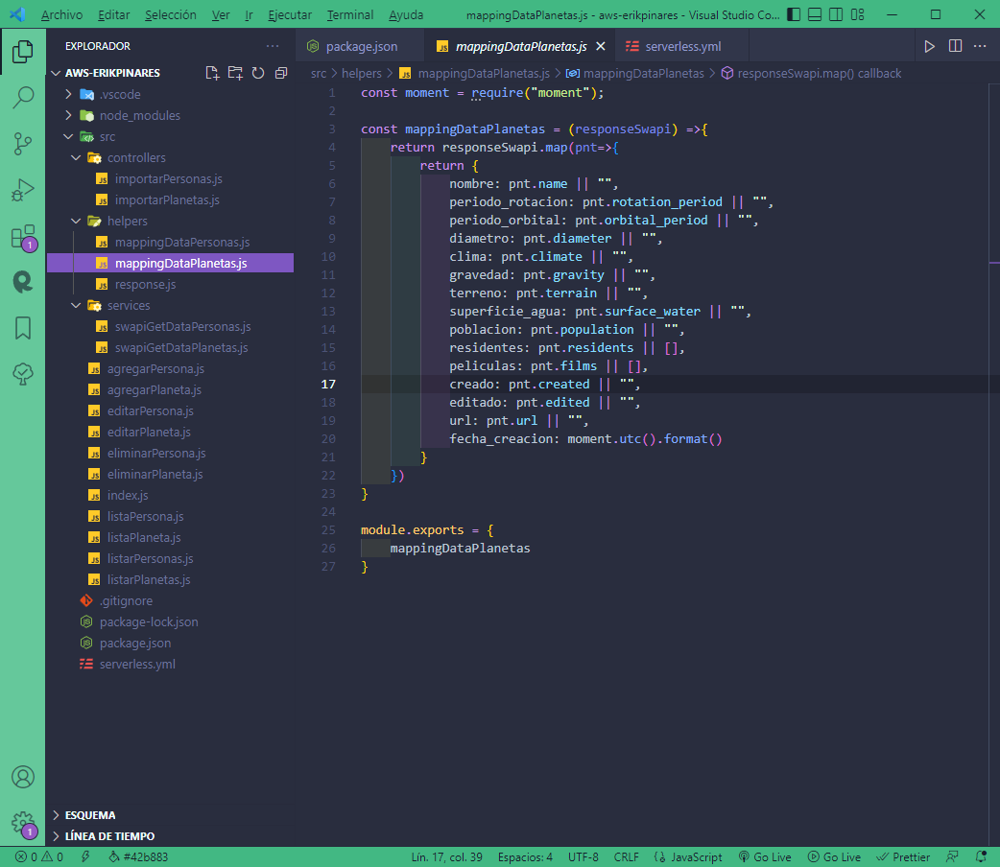 Archivo Editar Selección Ver Ir Ejecutar Terminal Ayuda mappingDataPlanetas.js - aws-erikpinares - Visual Studio Co...
EXPLORADOR
AWS-ERIKPINARES
.vscode
node_modules
src
controllers
importarPersonas.js
importarPlanetas.js
helpers
mappingDataPersonas.js
mappingDataPlanetas.js
response.js
services
swapiGetDataPersonas.js
swapiGetDataPlanetas.js
agregarPersona.js
agregarPlaneta.js
editarPersona.js
editarPlaneta.js
eliminarPersona.js
eliminarPlaneta.js
index.js
listaPersona.js
listaPlaneta.js
listarPersonas.js
listarPlanetas.js
.gitignore
package-lock.json
package.json
serverless.yml
ESQUEMA
LÍNEA DE TIEMPO
1
1
package.json mappingDataPlanetas.js serverless.yml
src > helpers > mappingDataPlanetas.js > mappingDataPlanetas > responseSwapi.map() callback
1 const moment = require("moment");
2
3 const mappingDataPlanetas = (responseSwapi) =>{
4 return responseSwapi.map(pnt=>{
5 return {
6 nombre: pnt.name || "",
7 periodo_rotacion: pnt.rotation_period || "",
8 periodo_orbital: pnt.orbital_period || "",
9 diametro: pnt.diameter || "",
10 clima: pnt.climate || "",
11 gravedad: pnt.gravity || "",
12 terreno: pnt.terrain || "",
13 superficie_agua: pnt.surface_water || "",
14 poblacion: pnt.population || "",
15 residentes: pnt.residents || [],
16 peliculas: pnt.films || [],
17 creado: pnt.created || "",
18 editado: pnt.edited || "",
19 url: pnt.url || "",
20 fecha_creacion: moment.utc().format()
21 }
22 })
23 }
24
25 module.exports = {
26 mappingDataPlanetas
27 }
0 0 #42b883 Lín. 17, col. 39 Espacios: 4 UTF-8 CRLF {} JavaScript Go Live Go Live Prettier